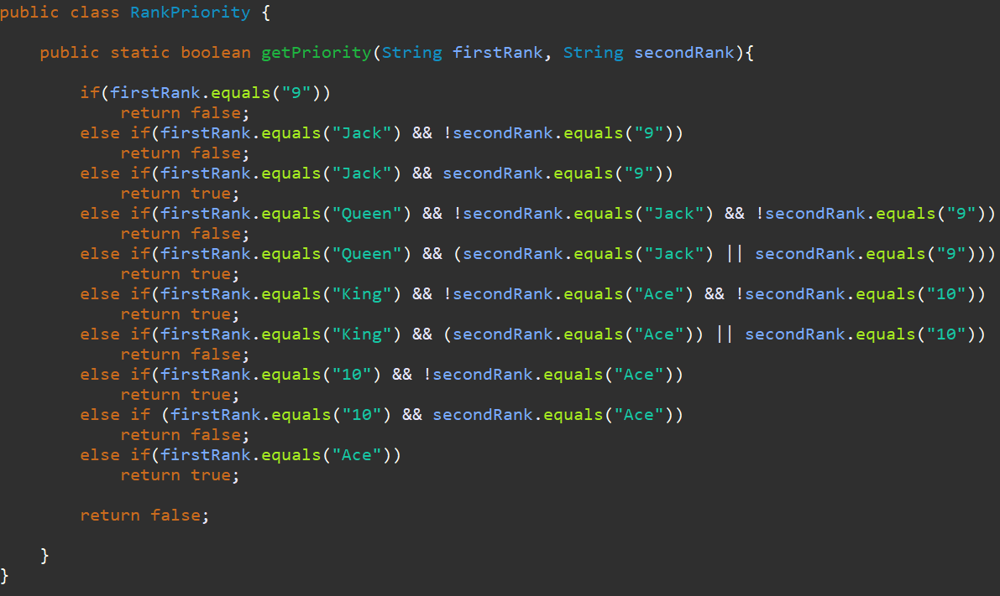 public class RankPriority {
public static boolean getPriority(String firstRank, String secondRank){
if(firstRank.equals("9"))
return false;
else if(firstRank.equals("Jack") && !secondRank.equals("9"))
return false;
else if(firstRank.equals("Jack") && secondRank.equals("9"))
return true;
else if(firstRank.equals("Queen") && !secondRank.equals("Jack") && !secondRank.equals("9"))
return false;
else if(firstRank.equals("Queen") && (secondRank.equals("Jack") || secondRank.equals("9")))
return true;
else if(firstRank.equals("King") && !secondRank.equals("Ace") && !secondRank.equals("10"))
return true;
else if(firstRank.equals("King") && (secondRank.equals("Ace")) || secondRank.equals("10"))
return false;
else if(firstRank.equals("10") && !secondRank.equals("Ace"))
return true;
else if (firstRank.equals("10") && secondRank.equals("Ace"))
return false;
else if(firstRank.equals("Ace"))
return true;
return false;
}
}